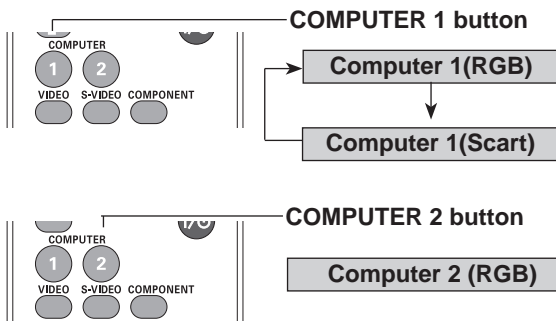 COMPUTER 1 button
COMPUTER
1 2
VIDEO S-VIDEO COMPONENT
Computer 1(RGB)
Computer 1(Scart)
COMPUTER 2 button
COMPUTER
1 2
VIDEO S-VIDEO COMPONENT
Computer 2 (RGB)